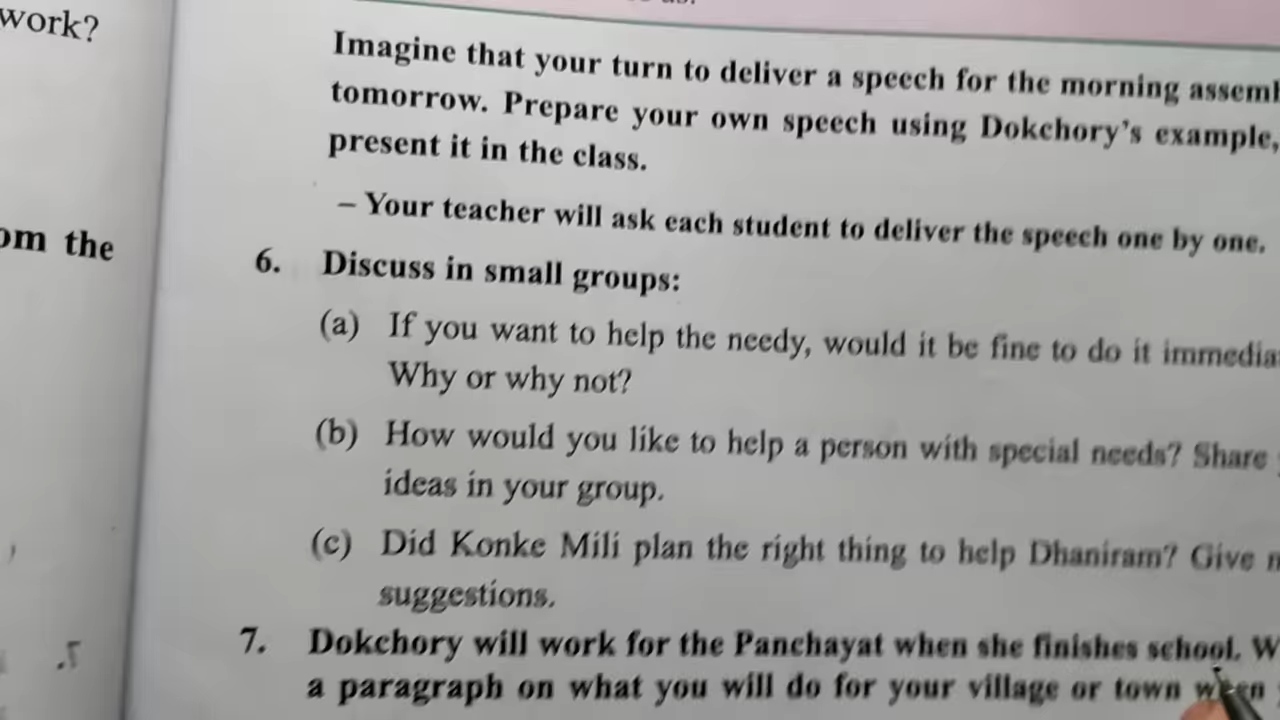 work?
om the
Imagine that your turn to deliver a speech for the morning assemb
tomorrow. Prepare your own speech using Dokchory's example,
present it in the class.
– Your teacher will ask each student to deliver the speech one by one.
6. Discuss in small groups:
(a) If you want to help the needy, would it be fine to do it immedia
Why or why not?
(b) How would you like to help a person with special needs? Share
ideas in your group.
(c) Did Konke Mili plan the right thing to help Dhaniram? Give
suggestions.
7. Dokchory will work for the Panchayat when she finishes school. W
a paragraph on what you will do for your village or town when